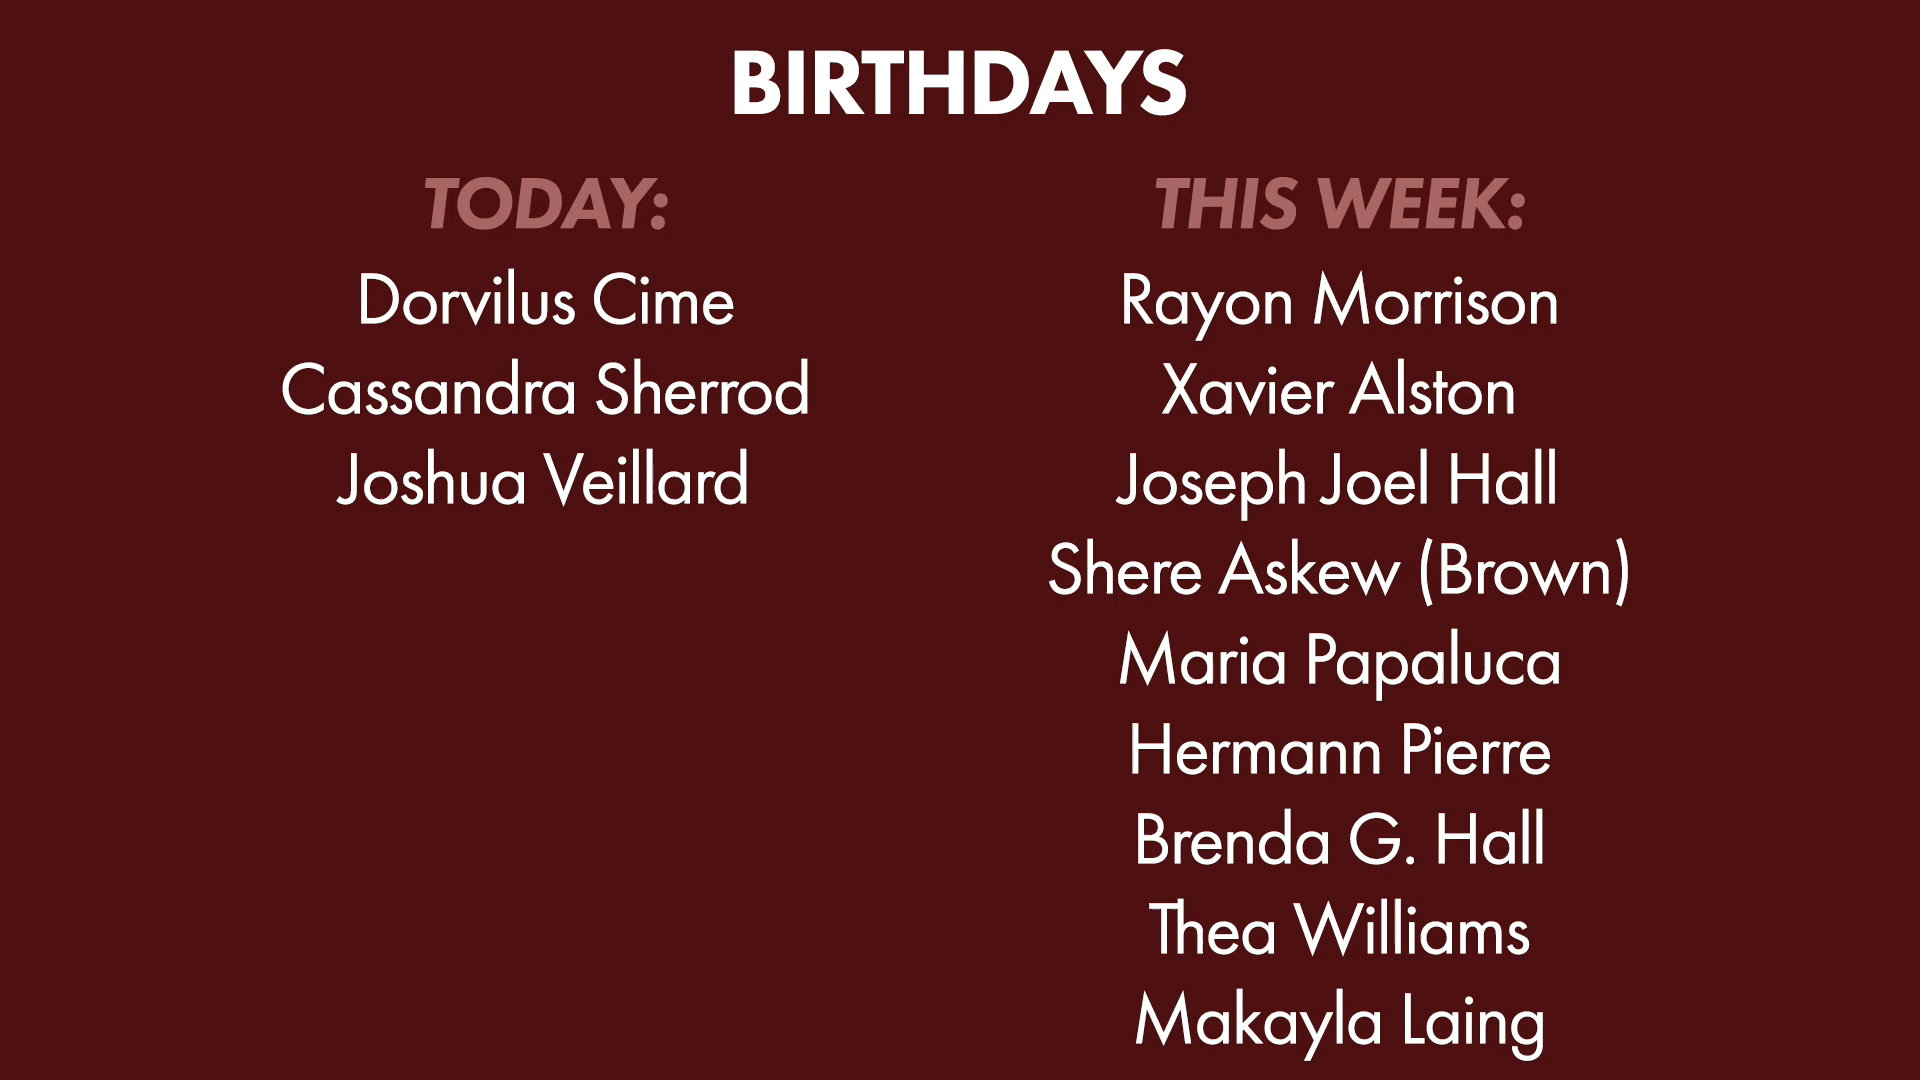 BIRTHDAYS
TODAY:
Dorvilus Cime
Cassandra Sherrod
Joshua Veillard
THIS WEEK:
Rayon Morrison
Xavier Alston
Joseph Joel Hall
Shere Askew (Brown)
Maria Papaluca
Hermann Pierre
Brenda G. Hall
Thea Williams
Makayla Laing